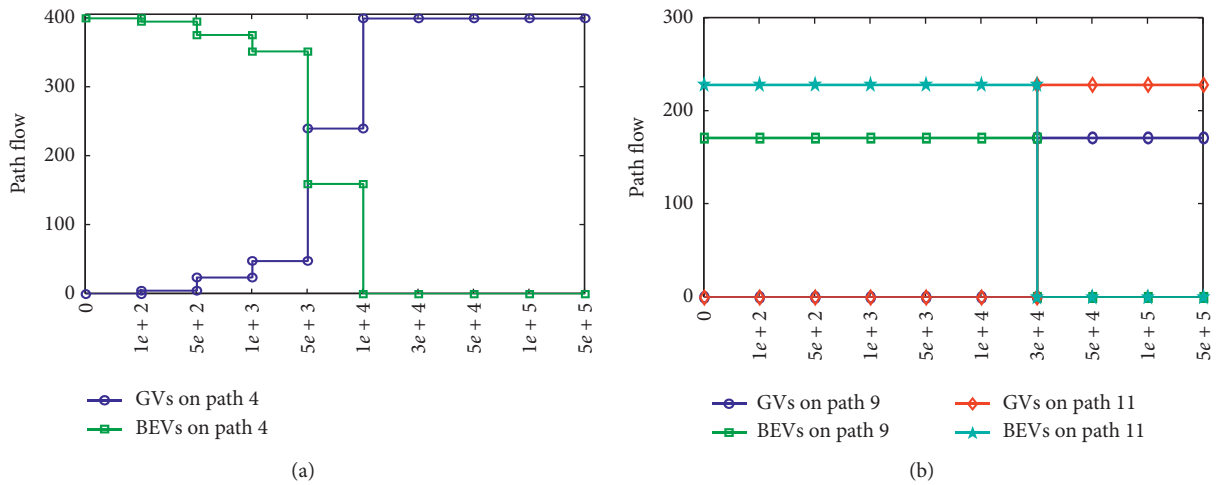 400
300
200
100
0
Path flow
0
1e + 2
5e + 2
1e + 3
5e + 3
1e + 4
3e + 4
5e + 4
1e + 5
5e + 5
GVs on path 4
BEVs on path 4
(a)
300
200
100
0
Path flow
0
1e + 2
5e + 2
1e + 3
5e + 3
1e + 4
3e + 4
5e + 4
1e + 5
5e + 5
GVs on path 9
BEVs on path 9
GVs on path 11
BEVs on path 11
(b)